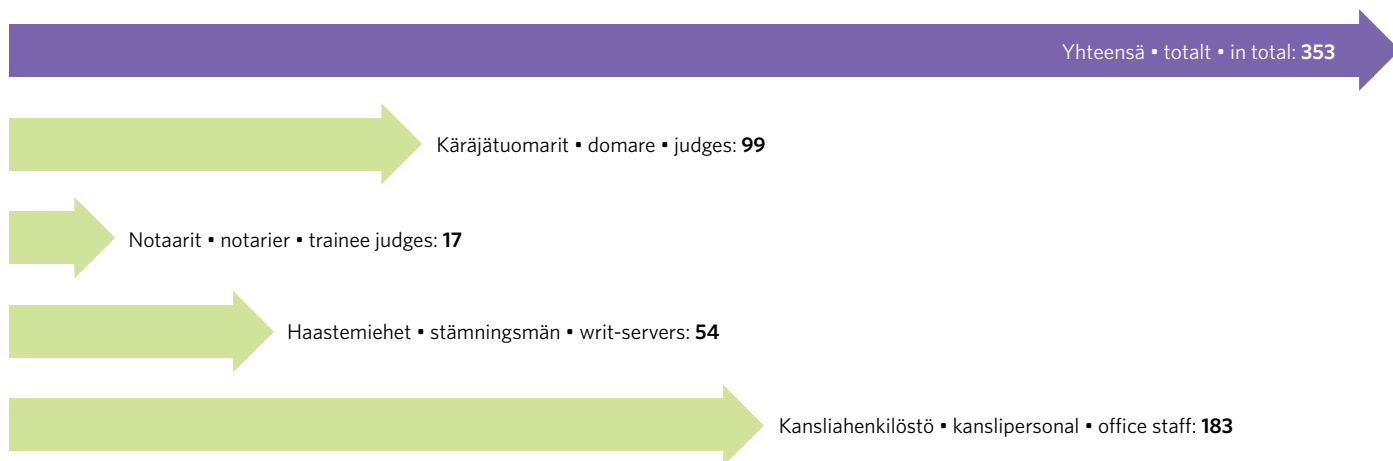 Yhteensä • totalt • in total: 353
Käräjätuomarit • domare • judges: 99
Notaarit • notarier • trainee judges: 17
Haastemiehet • stämningsmän • writ-servers: 54
Kansliahenkilöstö • kanslipersonal • office staff: 183